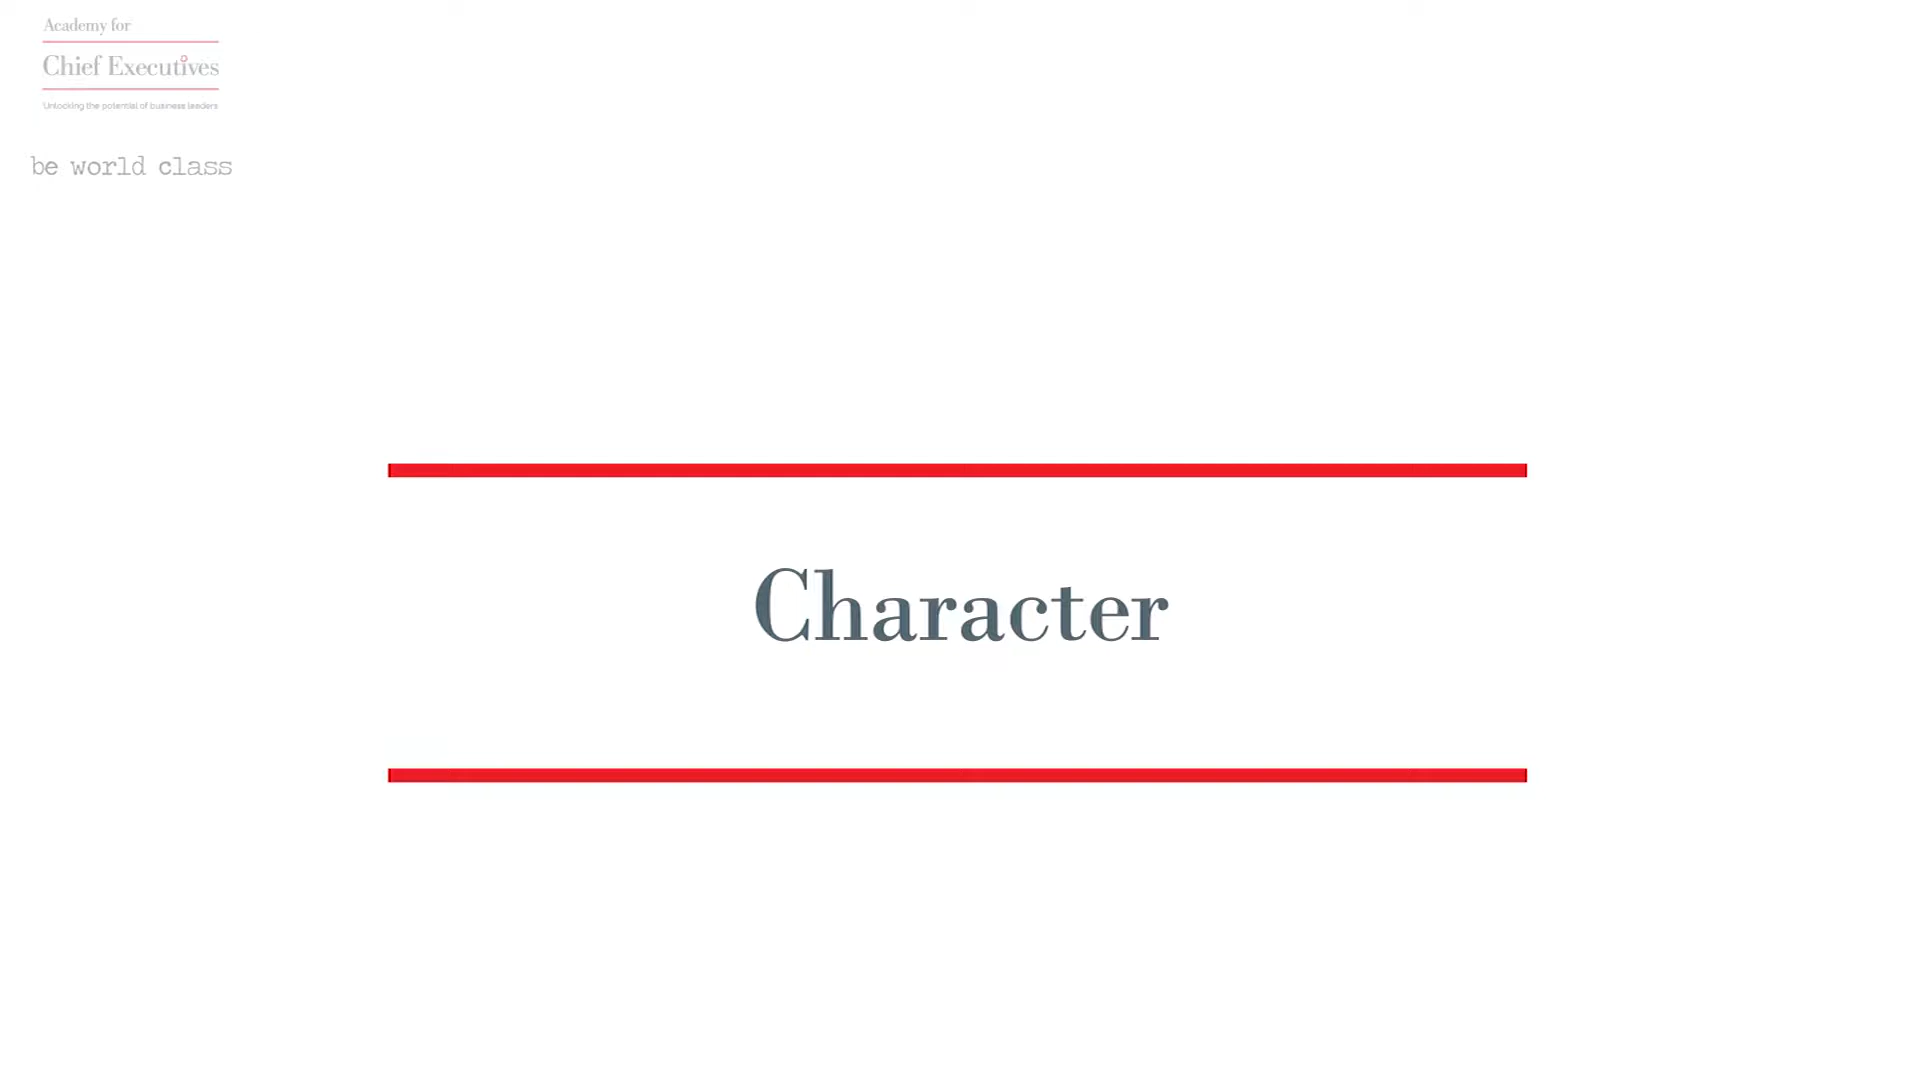 Academy for
Chief Executives
Unlocking the potential of business leaders
be world class
Character